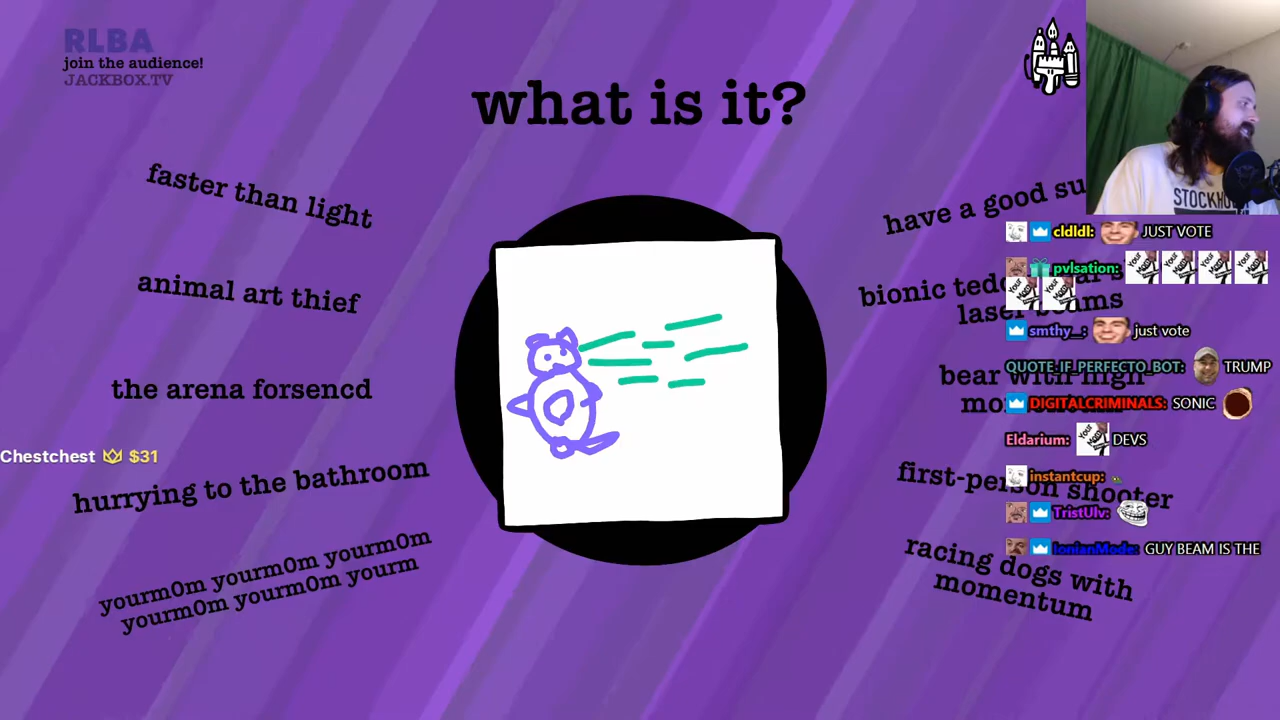 RLBA
join the audience!
JACKBOX.TV
what is it?
faster than light
animal art thief
the arena forsencd
hurrying to the bathroom
yourm0m yourm0m yourm0m
yourm0m yourm0m yourm
have a good su
bionic
laser beams
bear with high
first-person shooter
racing dogs with
momentum
Chestchest $31
STOCKHO
cldldl: JUST VOTE
pvlsation:
smthy_: just vote
QUOTE_IF_PERFECTO_BOT: TRUMP
DIGITALCRIMINALS: SONIC
Eldarium: DEVS
instantcup:
TristUlv:
IonianMode: GUY BEAM IS THE